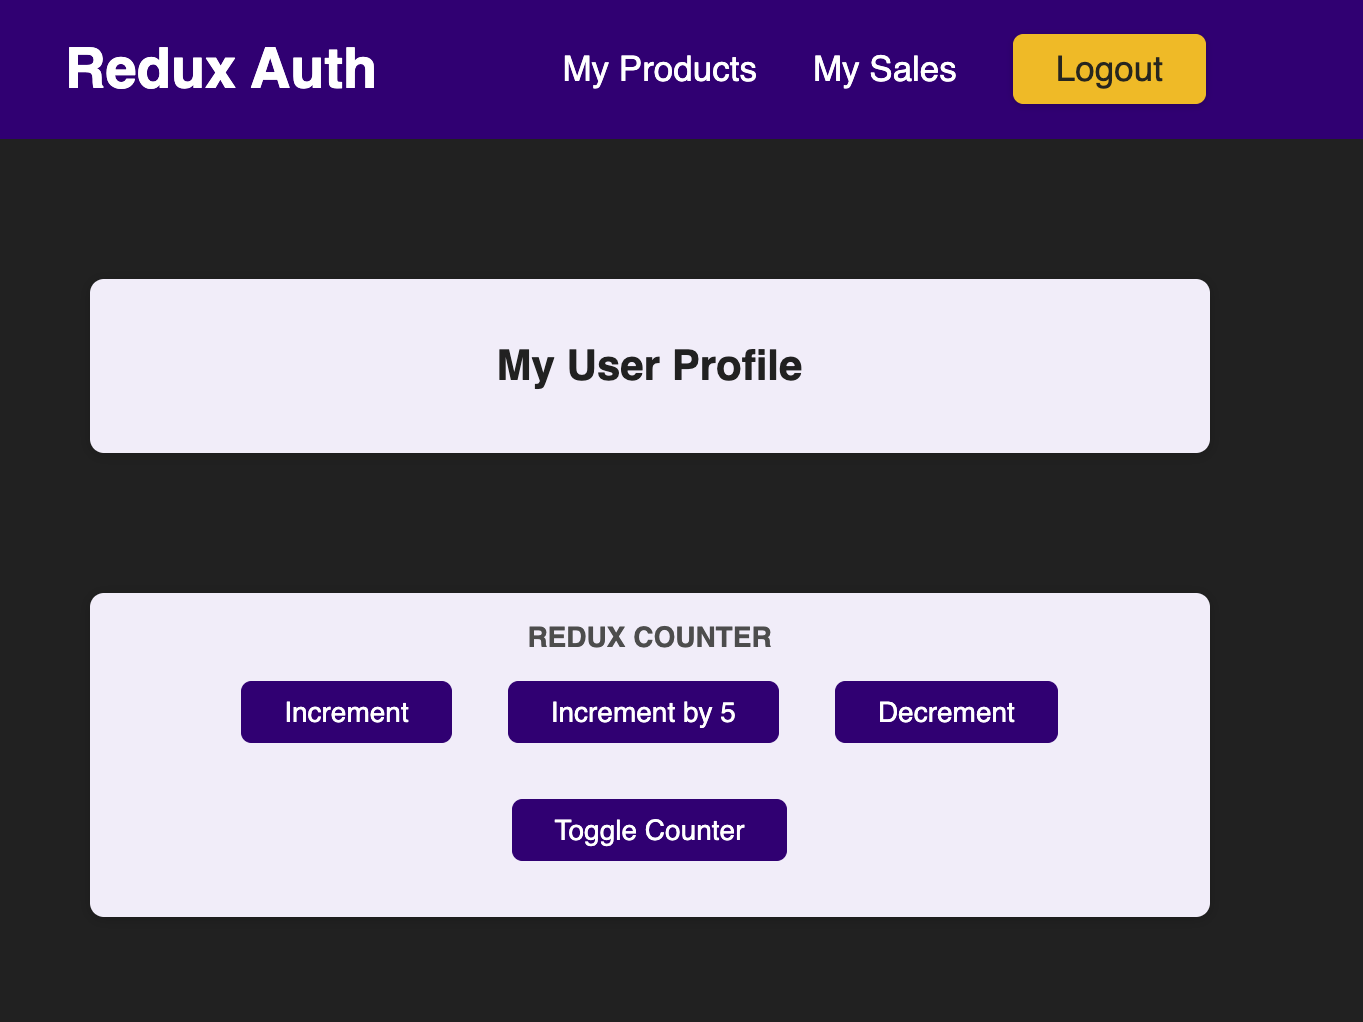 Redux Auth
My Products
My Sales
Logout
My User Profile
REDUX COUNTER
Increment
Increment by 5
Decrement
Toggle Counter